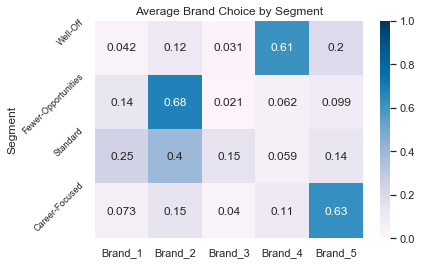 Average Brand Choice by Segment
Segment
Well-Off 0.042 0.12 0.031 0.61 0.2
Fewer-Opportunities 0.14 0.68 0.021 0.062 0.099
Standard 0.25 0.4 0.15 0.059 0.14
Career-Focused 0.073 0.15 0.04 0.11 0.63
Brand_1 Brand_2 Brand_3 Brand_4 Brand_5
1.0
0.8
0.6
0.4
0.2
0.0